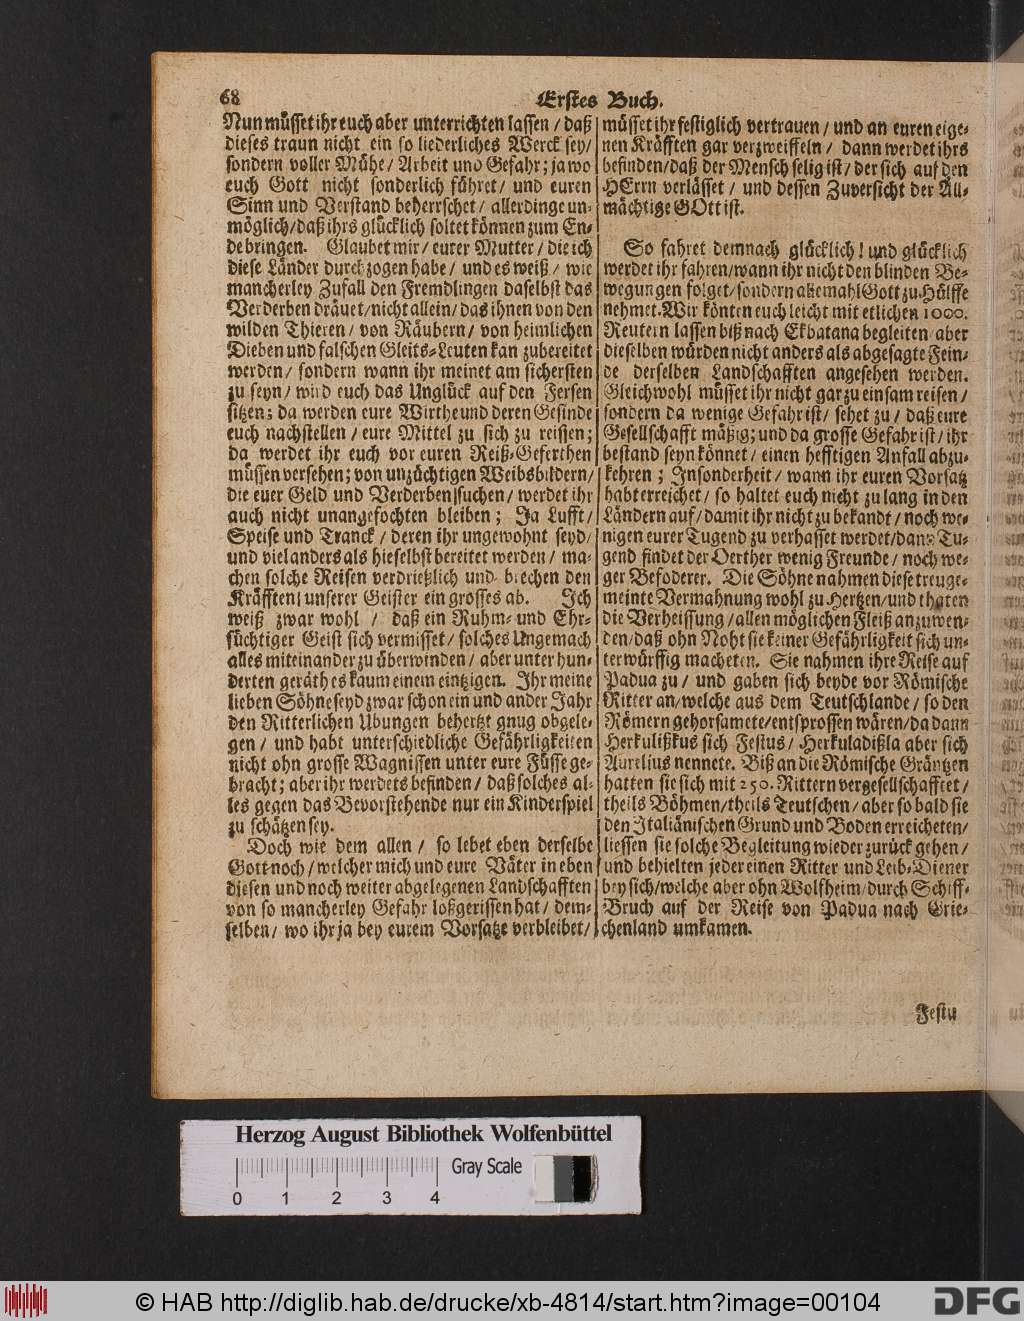 68
Erstes Buch.
Nun müsset ihr euch aber unterrichten lassen / daß
dieses traun nicht ein so liederliches Werck sey /
sondern voller Mühe / Arbeit und Gefahr; ja wo
euch Gott nicht sonderlich führet / und euren
Sinn und Verstand beherrschet / allerdinge un-
möglich / daß ihrs glücklich soltet können zum En-
de bringen. Glaubet mir / eurer Mutter / die ich
diese Länder durchzogen habe / und es weiß / wie
mancherley Zufall den Fremdlingen daselbst das
Verderben dräuet / nicht allein / das ihnen von den
wilden Thieren / von Räubern / von heimlichen
Dieben und falschen Gleits-Leuten kan zubereitet
werden / sondern wann ihr meinet am sichersten
zu seyn / wird euch das Unglück auf den Fersen
sitzen; da werden eure Wirthe und deren Gesinde
euch nachstellen / eure Mittel zu sich zu reissen;
da werdet ihr euch vor euren Reiß-Geferthen
müssen versehen; von unzüchtigen Weibsbildern /
die euer Geld und Verderben suchen / werdet ihr
auch nicht unangefochten bleiben; Ja Lufft /
Speise und Tranck / deren ihr ungewohnt seyd /
und viel anders als hieselbst bereitet werden / ma-
chen solche Reisen verdrießlich und brechen den
Kräfften unserer Geister ein grosses ab. Ich
weiß zwar wohl / daß ein Ruhm- und Ehr-
süchtiger Geist sich vermisset / solches Ungemach
alles miteinander zu überwinden / aber unter hun-
derten geräth es kaum einem eintzigen. Ihr meine
lieben Söhne seyd zwar schon ein und ander Jahr
den Ritterlichen Ubungen behertzt gnug obgele-
gen / und habt unterschiedliche Gefährligkeiten
nicht ohn grosse Wagnissen unter eure Füsse ge-
bracht; aber ihr werdets befinden / daß solches al-
les gegen das Bevorstehende nur ein Kinderspiel
zu schätzen sey.
Doch wie dem allen / so lebet eben derselbe
Gott noch / welcher mich und eure Väter in eben
diesen und noch weiter abgelegenen Landschafften
von so mancherley Gefahr loßgerissen hat / dem-
selben / wo ihr ja bey eurem Vorsatze verbleibet /
müsset ihr festiglich vertrauen / und an euren eige-
nen Kräfften gar verzweiffeln / dann werdet ihrs
befinden / daß der Mensch selig ist / der sich auf den
HErrn verlässet / und dessen Zuversicht der All-
mächtige GOtt ist.
So fahret demnach glücklich! und glücklich
werdet ihr fahren / wann ihr nicht den blinden Be-
wegungen folget / sondern allemahl Gott zu Hülffe
nehmet. Wir könten euch leicht mit etlichen 1000.
Reutern lassen biß nach Ekbatana begleiten / aber
dieselben würden nicht anders als abgesagte Fein-
de derselben Landschafften angesehen werden.
Gleichwohl müsset ihr nicht gar zu einsam reisen /
sondern da wenige Gefahr ist / sehet zu / daß eure
Gesellschafft mäßig; und da grosse Gefahr ist / ihr
bestand seyn könnet / einen hefftigen Anfall abzu-
kehren; Insonderheit / wann ihr euren Vorsatz
habt erreichet / so haltet euch nicht zu lang in den
Ländern auf / damit ihr nicht zu bekandt / noch we-
nigen eurer Tugend zu verhasset werdet / dann Tu-
gend findet der Oerther wenig Freunde / noch we-
ger Befoderer. Die Söhne nahmen diese treuge-
meinte Vermahnung wohl zu Hertzen / und thaten
die Verheissung / allen möglichen Fleiß anzuwen-
den / daß ohn Noht sie keiner Gefährligkeit sich un-
terwürffig macheten. Sie nahmen ihre Reise auf
Padua zu / und gaben sich beyde vor Römische
Ritter an / welche aus dem Teutschlande / so den
Römern gehorsamete / entsprossen wären / da dann
Herkulißkus sich Festus / Herkuladißla aber sich
Aurelius nennete. Biß an die Römische Gräntzen
hatten sie sich mit 250. Rittern vergesellschafftet /
theils Böhmen / theils Teutschen / aber so bald sie
den Italiänischen Grund und Boden erreicheten /
liessen sie solche Begleitung wieder zurück gehen /
und behielten jeder einen Ritter und Leib-Diener
bey sich / welche aber ohn Wolfheim / durch Schiff-
Bruch auf der Reise von Padua nach Grie-
chenland umkamen.
Festu
Herzog August Bibliothek Wolfenbüttel
Gray Scale
0 1 2 3 4
© HAB http://diglib.hab.de/drucke/xb-4814/start.htm?image=00104
DFG